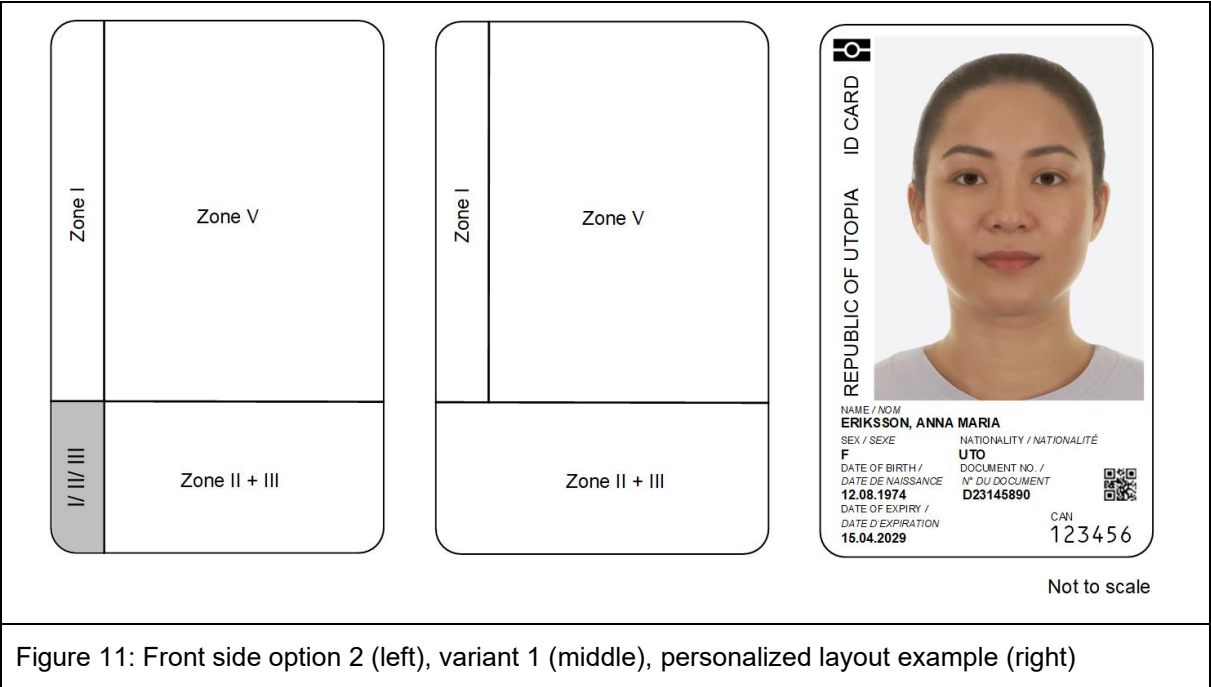 Zone I
Zone V
I/ II/ III
Zone II + III
Zone I
Zone V
Zone II + III
REPUBLIC OF UTOPIA ID CARD
NAME / NOM
ERIKSSON, ANNA MARIA
SEX / SEXE NATIONALITY / NATIONALITÉ
F UTO
DATE OF BIRTH / DOCUMENT NO. /
DATE DE NAISSANCE N° DU DOCUMENT
12.08.1974 D23145890
DATE OF EXPIRY /
DATE D'EXPIRATION
15.04.2029
CAN
123456
Not to scale
Figure 11: Front side option 2 (left), variant 1 (middle), personalized layout example (right)